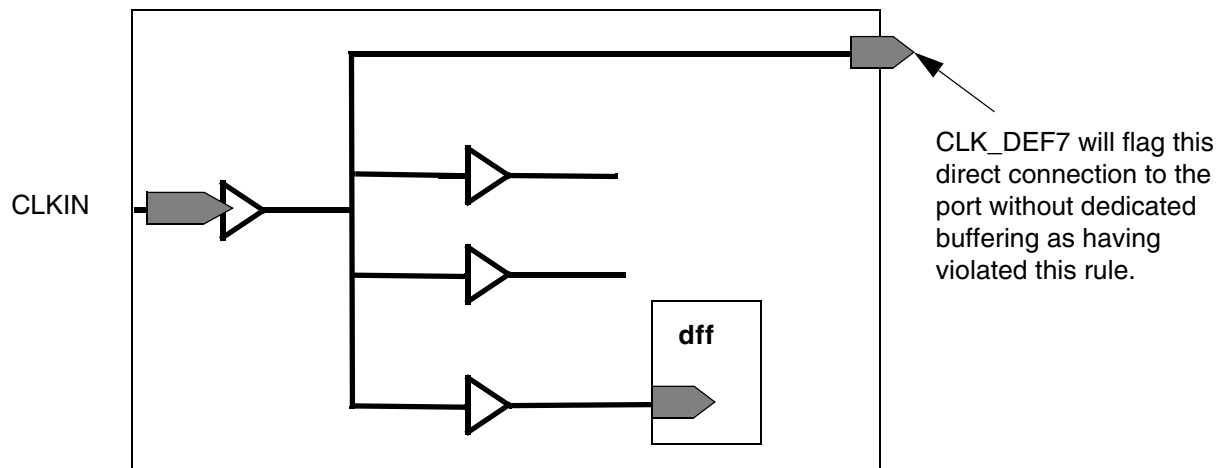 CLKIN
dff
CLK_DEF7 will flag this
direct connection to the
port without dedicated
buffering as having
violated this rule.